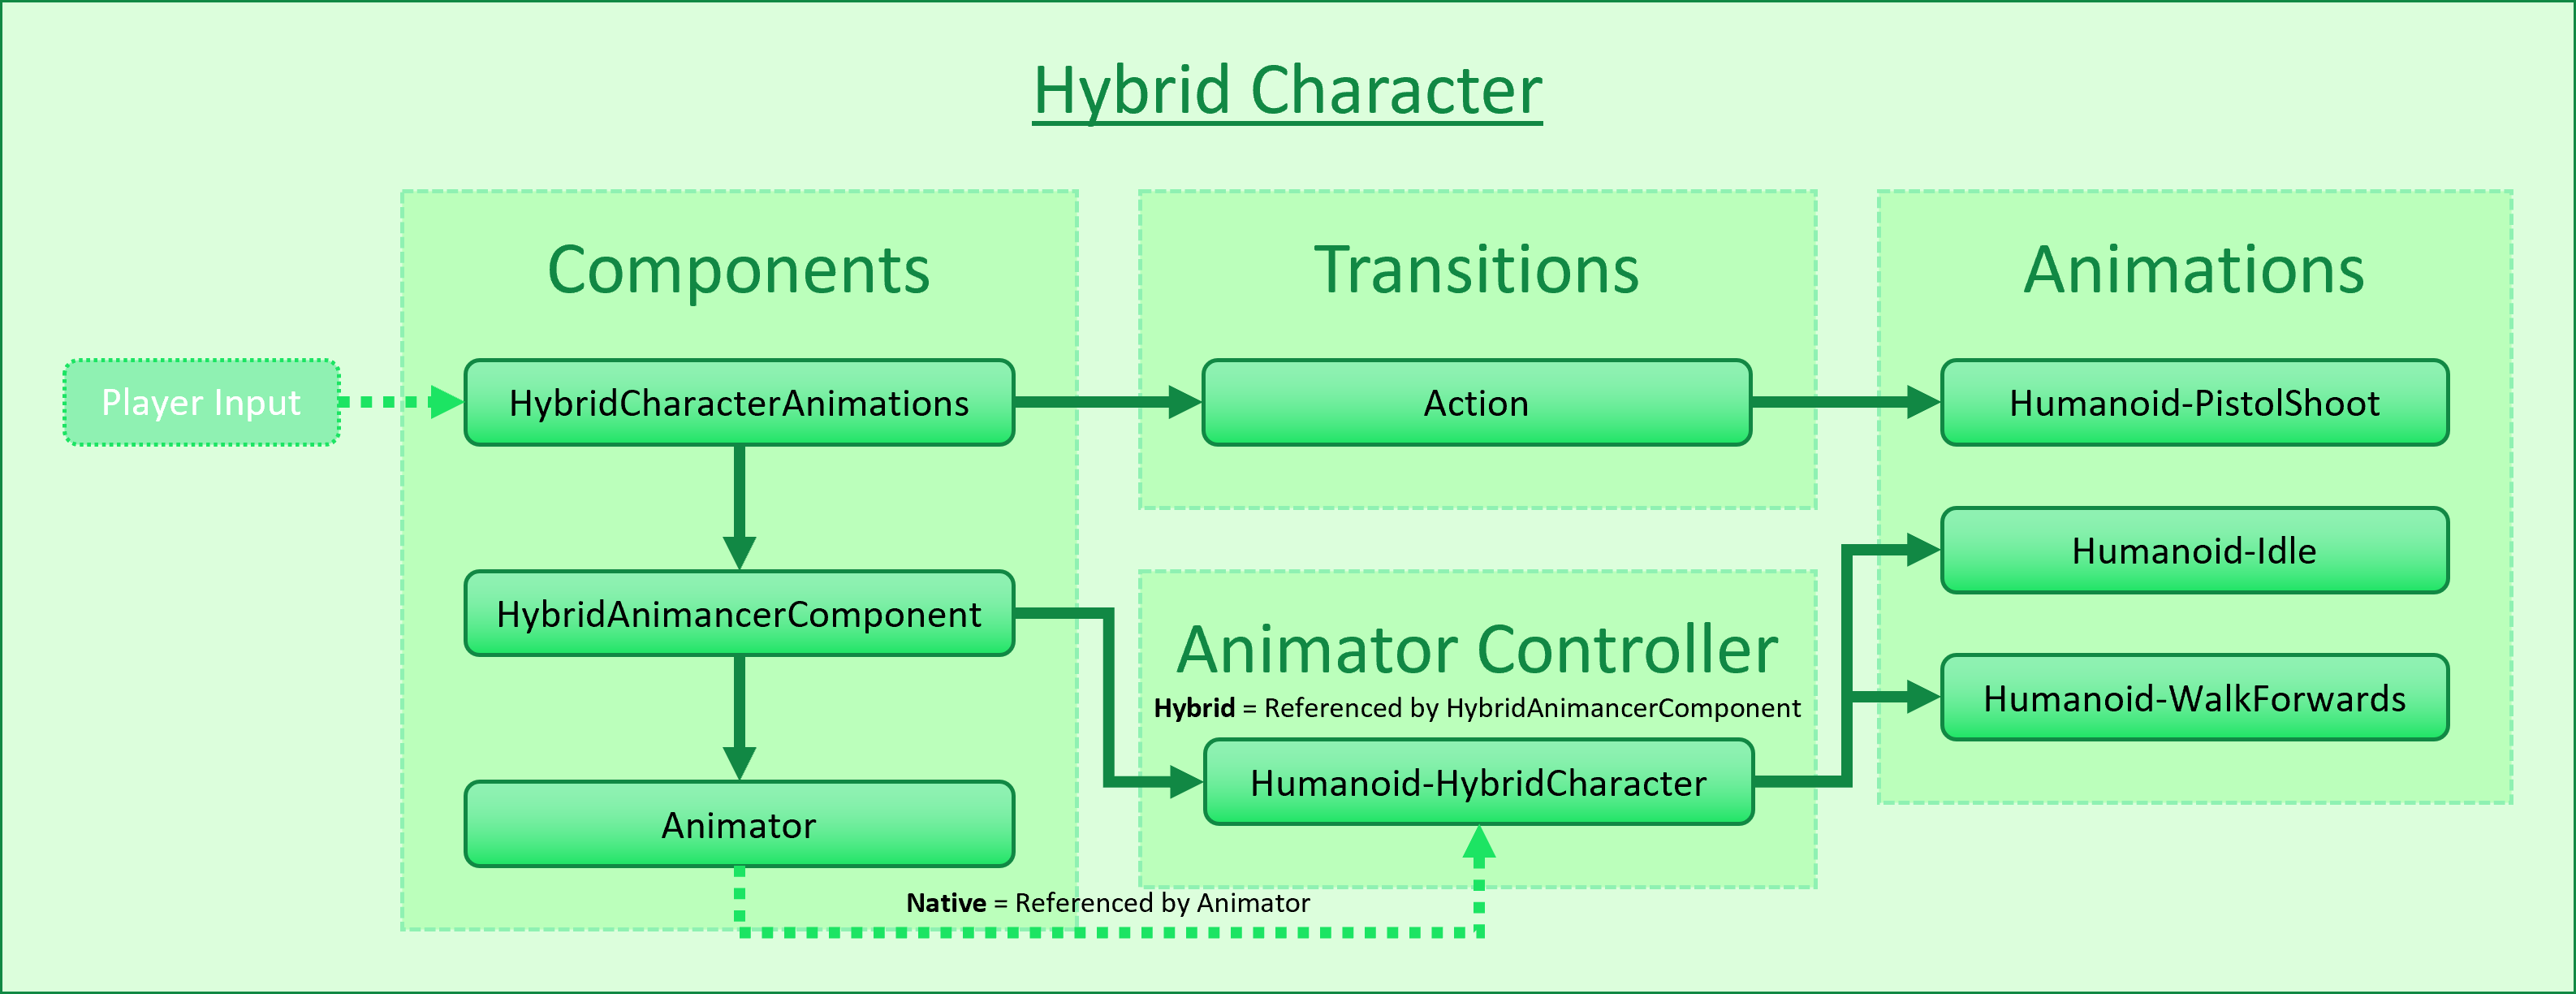 Hybrid Character
Components
Transitions
Animations
Player Input
HybridCharacterAnimations
Action
Humanoid-PistolShoot
Humanoid-Idle
HybridAnimancerComponent
Animator Controller
Hybrid = Referenced by HybridAnimancerComponent
Humanoid-WalkForwards
Humanoid-HybridCharacter
Animator
Native = Referenced by Animator